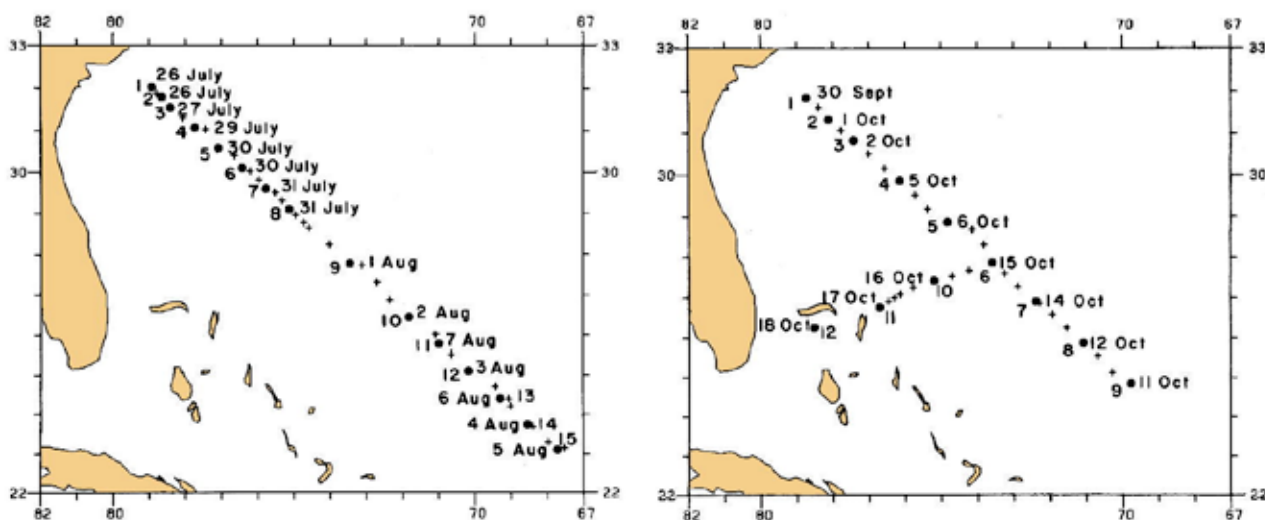 82 80 70 67
33 33
26 July
1
2 26 July
3 27 July
4 29 July
5 30 July
6 30 July
30 30
7 31 July
8 31 July
9 1 Aug
10 2 Aug
11 7 Aug
12 3 Aug
6 Aug 13
4 Aug 14
5 Aug 15
22 22
82 80 70 67
82 80 70 67
33 33
30 Sept
1
2 1 Oct
3 2 Oct
30 30
4 5 Oct
5 6 Oct
15 Oct
6
16 Oct
10
17 Oct 14 Oct
11 7
18 Oct 12
8 12 Oct
9 11 Oct
22 22
82 80 70 67